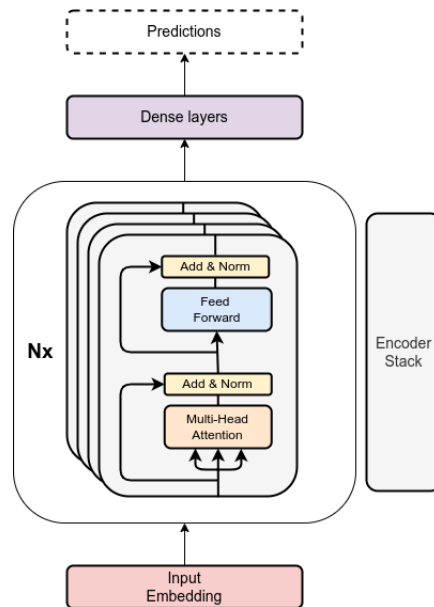 Predictions
Dense layers
Add & Norm
Feed
Forward
Nx
Add & Norm
Multi-Head
Attention
Encoder
Stack
Input
Embedding